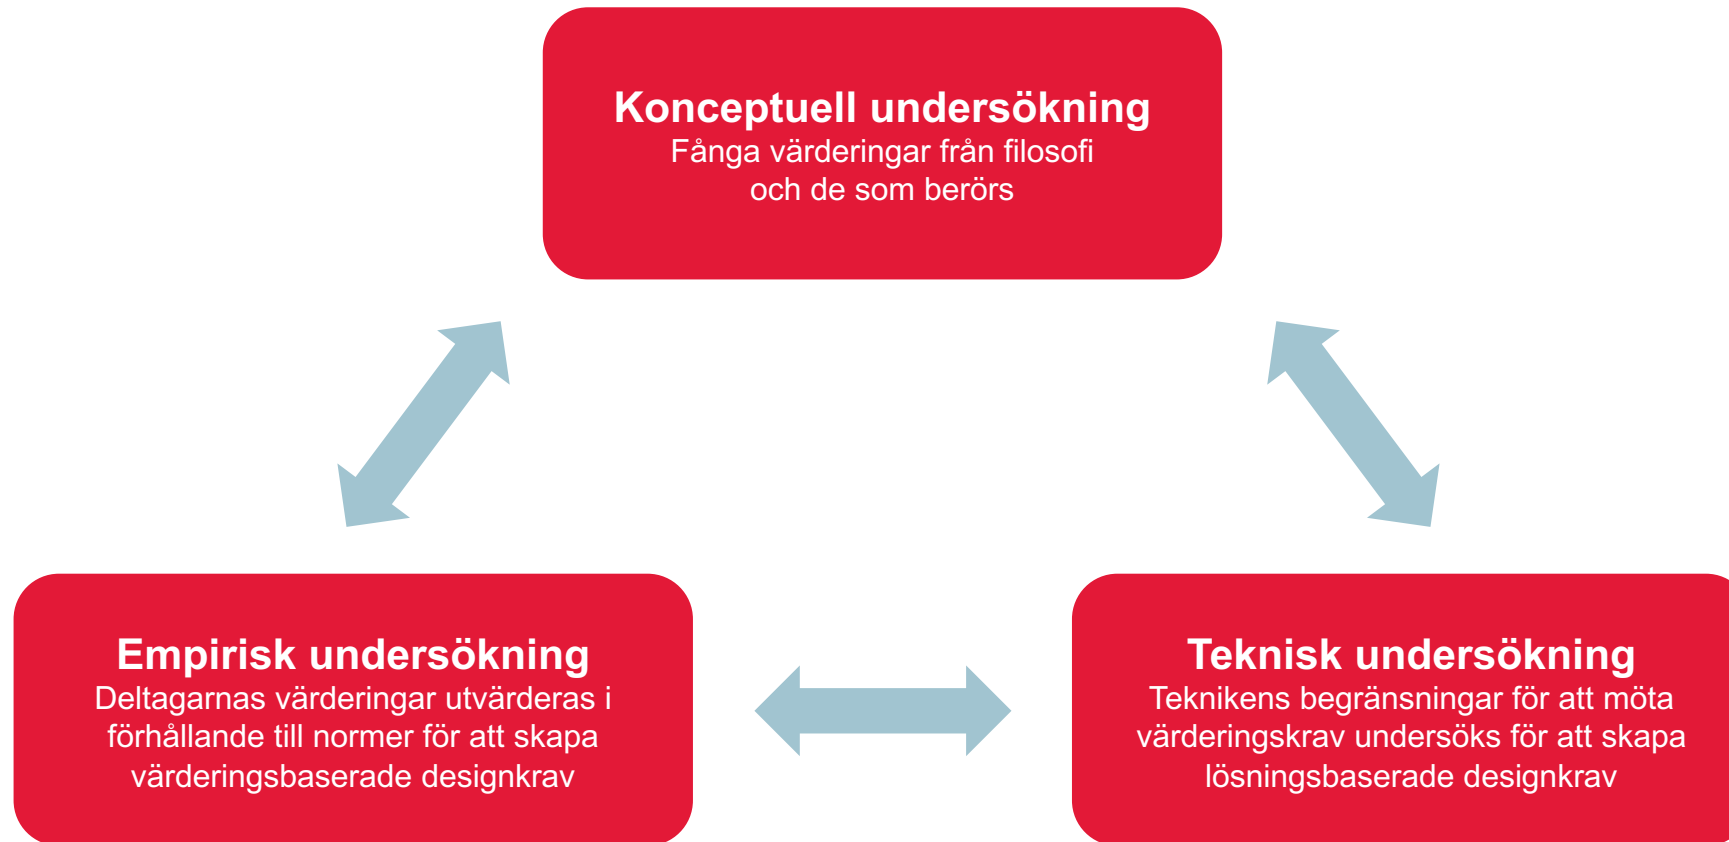 Konceptuell undersökning
Fånga värderingar från filosofi
och de som berörs
Empirisk undersökning
Deltagarnas värderingar utvärderas i
förhållande till normer för att skapa
värderingsbaserade designkrav
Teknisk undersökning
Teknikens begränsningar för att möta
värderingskrav undersöks för att skapa
lösningsbaserade designkrav